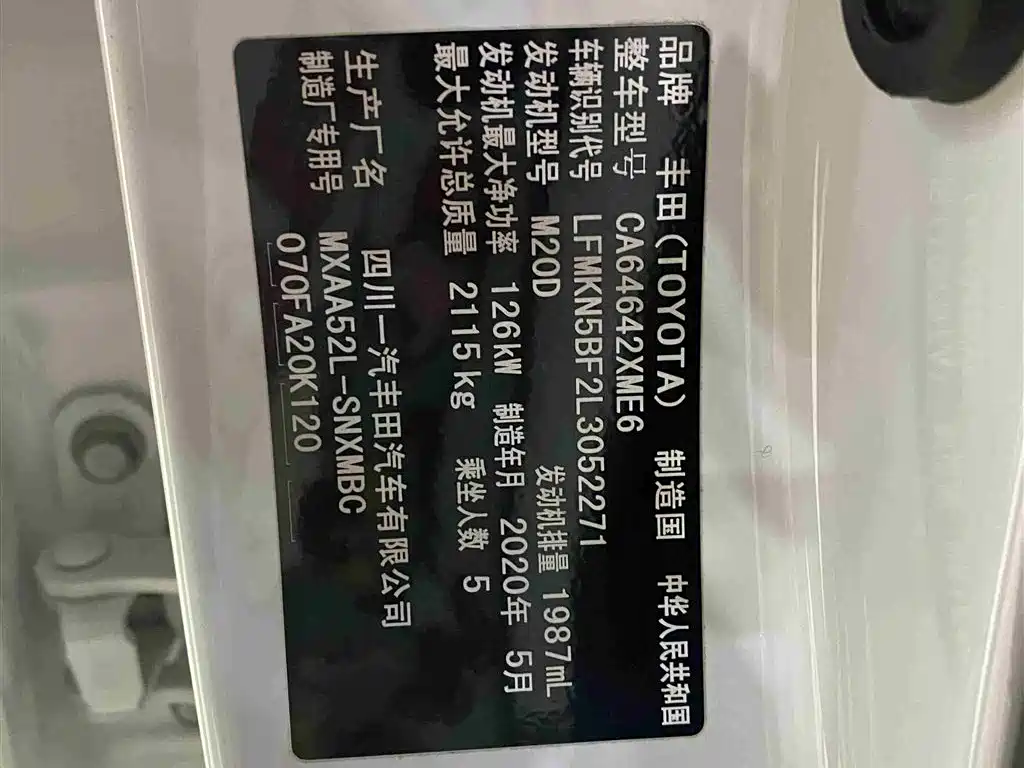 品牌 丰田(TOYOTA) 制造国 中华人民共和国
整车型号 CA64642XME6
车辆识别代号 LFMKN5BF2L3052271
发动机型号 M20D 发动机排量 1987mL
发动机最大净功率 126kW 制造年月 2020年 5月
最大允许总质量 2115kg 乘坐人数 5
生产厂名 四川一汽丰田汽车有限公司
制造厂专用号 MXAA52L-SNXMBC
070FA20K120